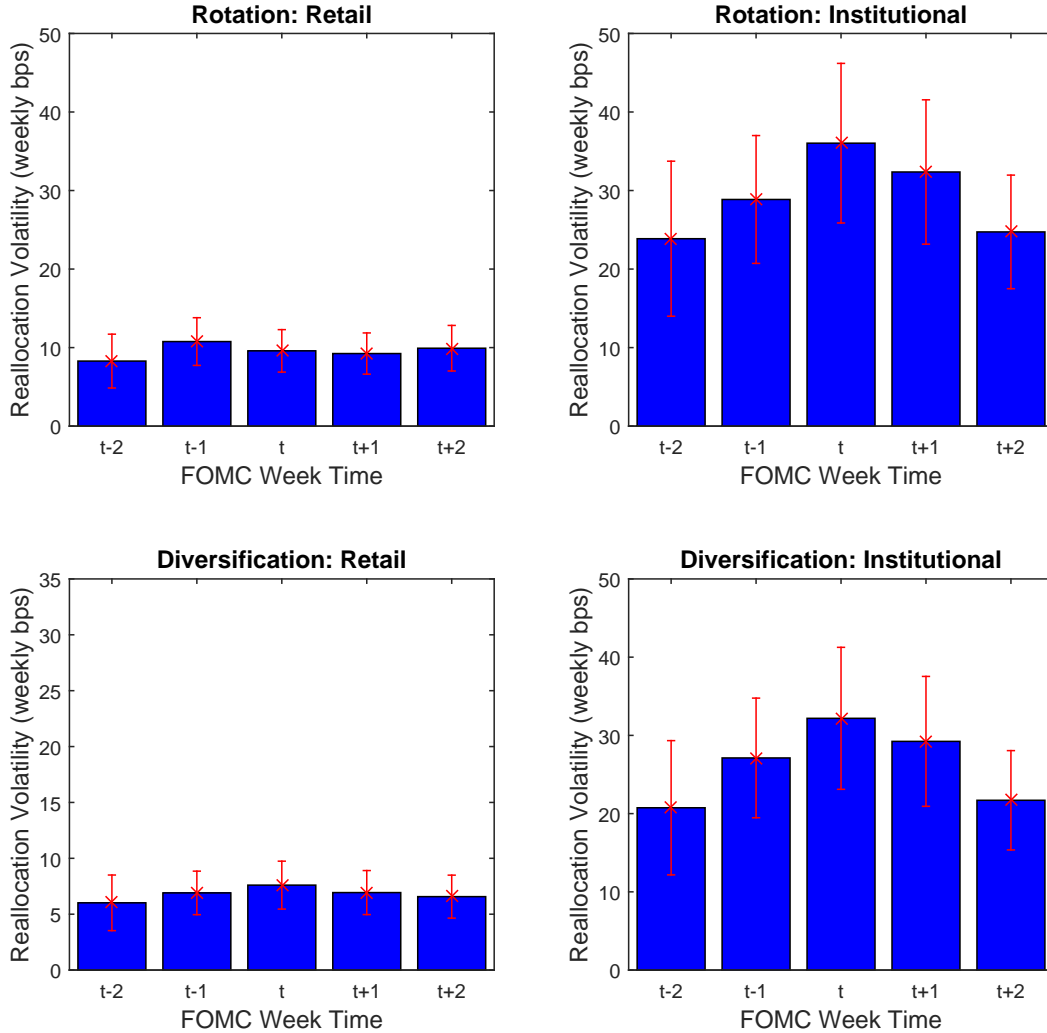 Rotation: Retail
Reallocation Volatility (weekly bps)
50
40
30
20
10
0
t-2 t-1 t t+1 t+2
FOMC Week Time
Rotation: Institutional
Reallocation Volatility (weekly bps)
50
40
30
20
10
0
t-2 t-1 t t+1 t+2
FOMC Week Time
Diversification: Retail
Reallocation Volatility (weekly bps)
35
30
25
20
15
10
5
0
t-2 t-1 t t+1 t+2
FOMC Week Time
Diversification: Institutional
Reallocation Volatility (weekly bps)
50
40
30
20
10
0
t-2 t-1 t t+1 t+2
FOMC Week Time